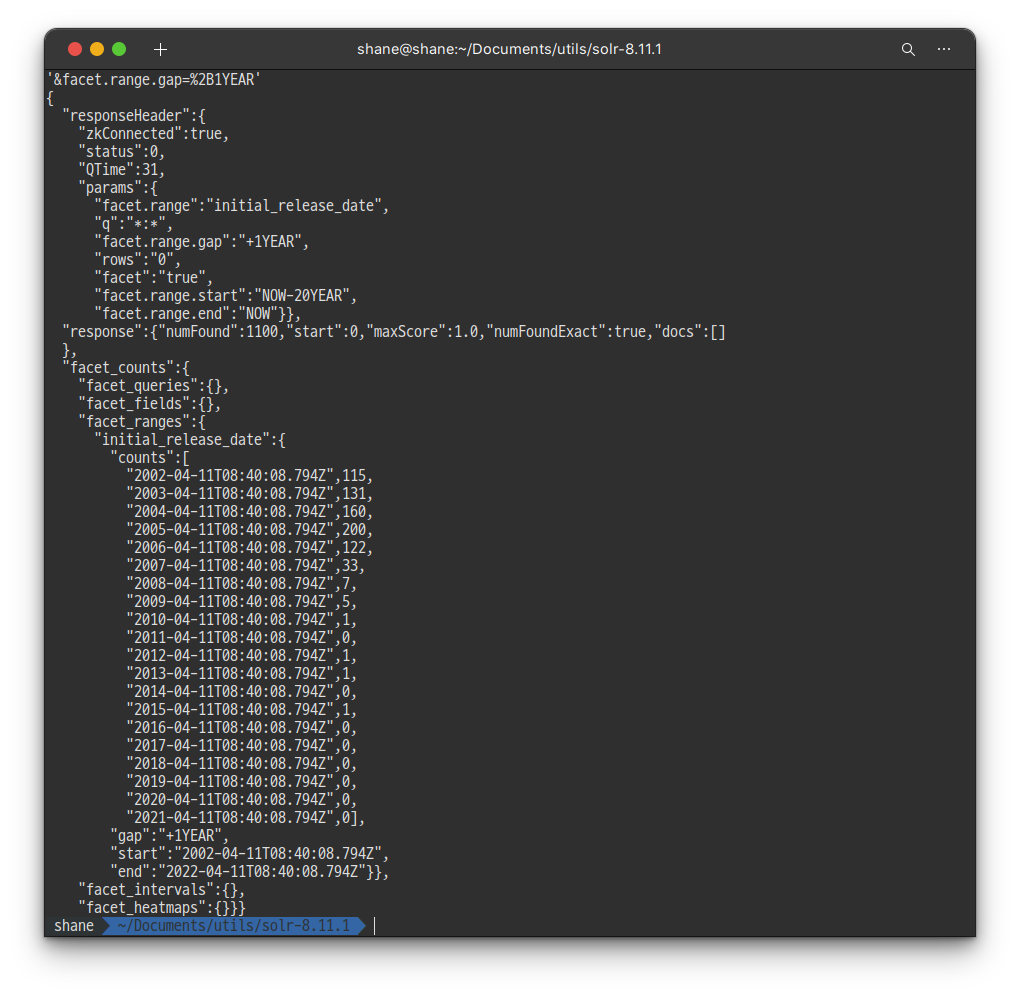 shane@shane:~/Documents/utils/solr-8.11.1
'&facet.range.gap=%2B1YEAR'
{
  "responseHeader":{
    "zkConnected":true,
    "status":0,
    "QTime":31,
    "params":{
      "facet.range":"initial_release_date",
      "q":"*:*",
      "facet.range.gap":"+1YEAR",
      "rows":"0",
      "facet":"true",
      "facet.range.start":"NOW-20YEAR",
      "facet.range.end":"NOW"}},
  "response":{"numFound":1100,"start":0,"maxScore":1.0,"numFoundExact":true,"docs":[]
  },
  "facet_counts":{
    "facet_queries":{},
    "facet_fields":{},
    "facet_ranges":{
      "initial_release_date":{
        "counts":[
          "2002-04-11T08:40:08.794Z",115,
          "2003-04-11T08:40:08.794Z",131,
          "2004-04-11T08:40:08.794Z",160,
          "2005-04-11T08:40:08.794Z",200,
          "2006-04-11T08:40:08.794Z",122,
          "2007-04-11T08:40:08.794Z",33,
          "2008-04-11T08:40:08.794Z",7,
          "2009-04-11T08:40:08.794Z",5,
          "2010-04-11T08:40:08.794Z",1,
          "2011-04-11T08:40:08.794Z",0,
          "2012-04-11T08:40:08.794Z",1,
          "2013-04-11T08:40:08.794Z",1,
          "2014-04-11T08:40:08.794Z",0,
          "2015-04-11T08:40:08.794Z",1,
          "2016-04-11T08:40:08.794Z",0,
          "2017-04-11T08:40:08.794Z",0,
          "2018-04-11T08:40:08.794Z",0,
          "2019-04-11T08:40:08.794Z",0,
          "2020-04-11T08:40:08.794Z",0,
          "2021-04-11T08:40:08.794Z",0],
        "gap":"+1YEAR",
        "start":"2002-04-11T08:40:08.794Z",
        "end":"2022-04-11T08:40:08.794Z"}},
    "facet_intervals":{},
    "facet_heatmaps":{}}}
shane ~/Documents/utils/solr-8.11.1